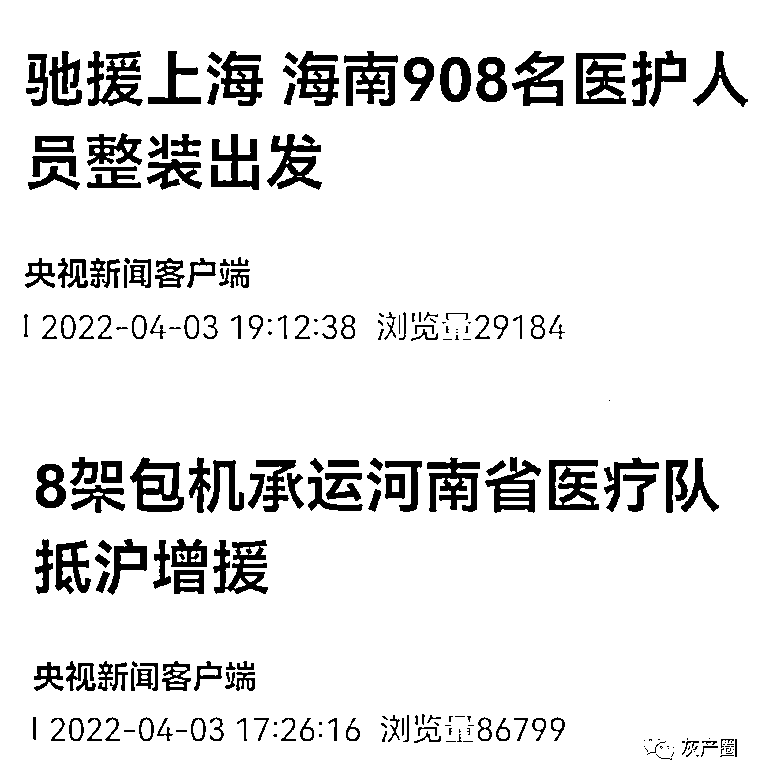 驰援上海 海南908名医护人
员整装出发
央视新闻客户端
| 2022-04-03 19:12:38 浏览量29184
8架包机承运河南省医疗队
抵沪增援
央视新闻客户端
| 2022-04-03 17:26:16 浏览量86799
灰产圈